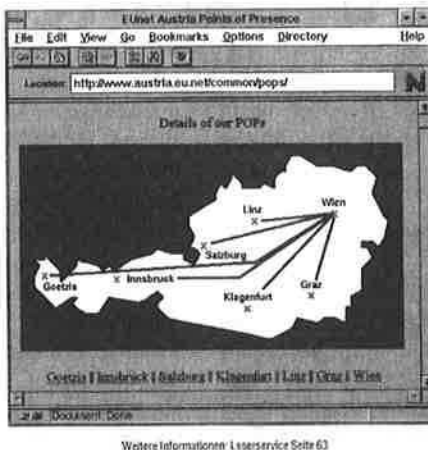 EUnet Austria Points of Presence
File Edit View Go Bookmarks Options Directory Help
Location: http://www.austria.eu.net/common/pops/
Details of our POPs
Wien
Linz
Salzburg
Goetzis
Innsbruck
Klagenfurt
Graz
Goetzis | Innsbruck | Salzburg | Klagenfurt | Linz | Graz | Wien
Document: Done
Weitere Informationen: Leserservice Seite 63